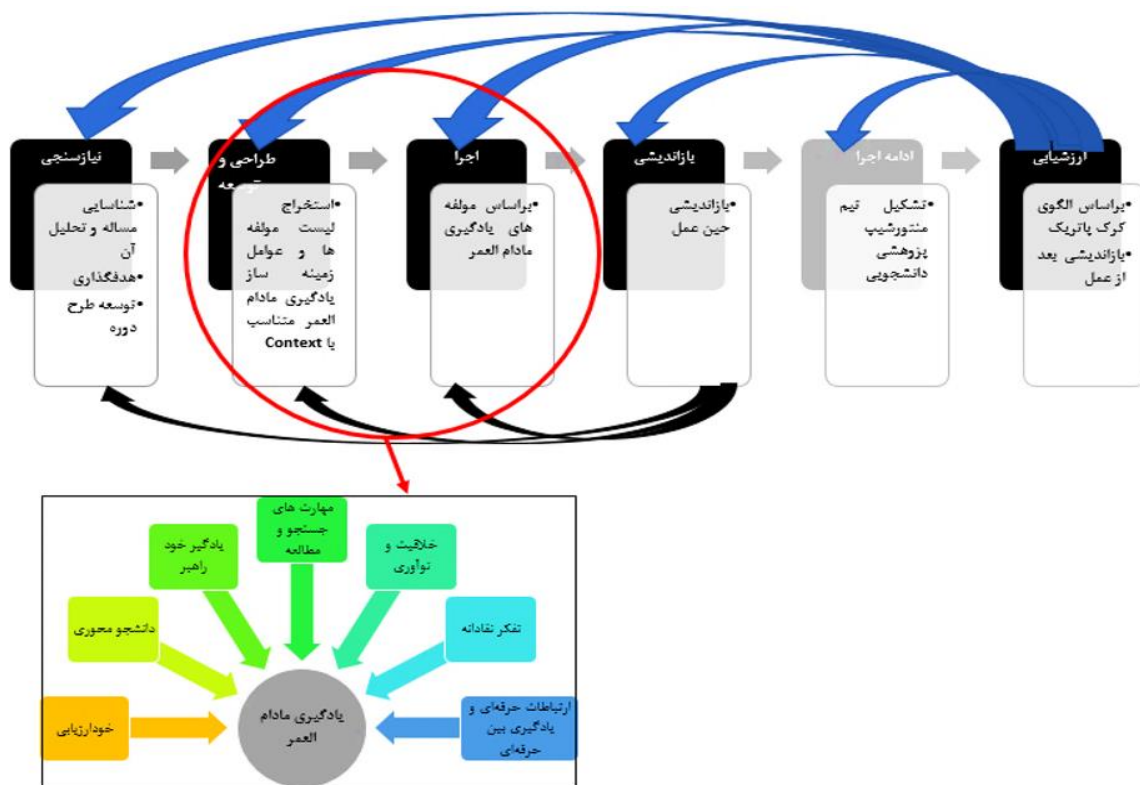 نیازسنجی
•شناسایی
مساله و تحلیل
آن
•هدفگذاری
•توسعه طرح
دوره
طراحی و
توسعه
•استخراج
لیست مولفه
ها و عوامل
زمینه ساز
یادگیری مادام
العمر متناسب
با Context
اجرا
•براساس مولفه
های یادگیری
مادام العمر
بازاندیشی
•بازاندیشی
حین عمل
ادامه اجرا
•تشکیل تیم
منتورشیپ
پژوهشی
دانشجویی
ارزشیابی
•براساس الگوی
کرک پاتریک
•بازاندیشی بعد
از عمل
مهارت های
جستجو و
مطالعه
یادگیر خود
راهبر
خلاقیت و
نوآوری
دانشجو محوری
تفکر نقادانه
خودارزیابی
یادگیری مادام
العمر
ارتباطات حرفه‌ای و
یادگیری بین
حرفه‌ای